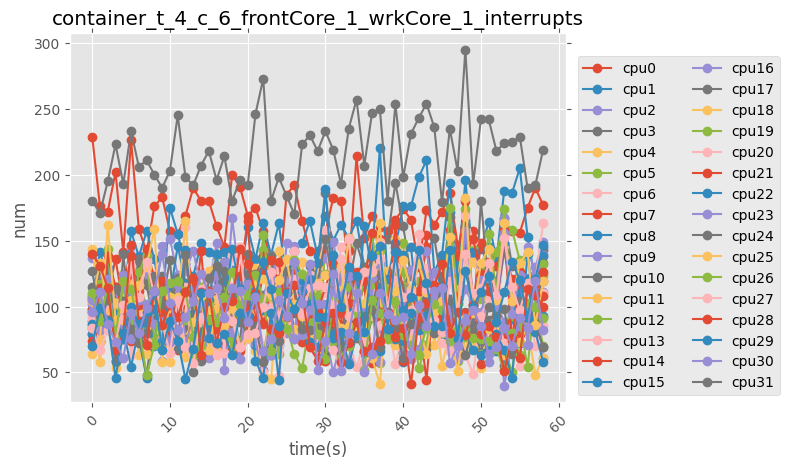 container_t_4_c_6_frontCore_1_wrkCore_1_interrupts
300
250
200
150
100
50
num
0
10
20
30
40
50
60
time(s)
cpu0
cpu1
cpu2
cpu3
cpu4
cpu5
cpu6
cpu7
cpu8
cpu9
cpu10
cpu11
cpu12
cpu13
cpu14
cpu15
cpu16
cpu17
cpu18
cpu19
cpu20
cpu21
cpu22
cpu23
cpu24
cpu25
cpu26
cpu27
cpu28
cpu29
cpu30
cpu31